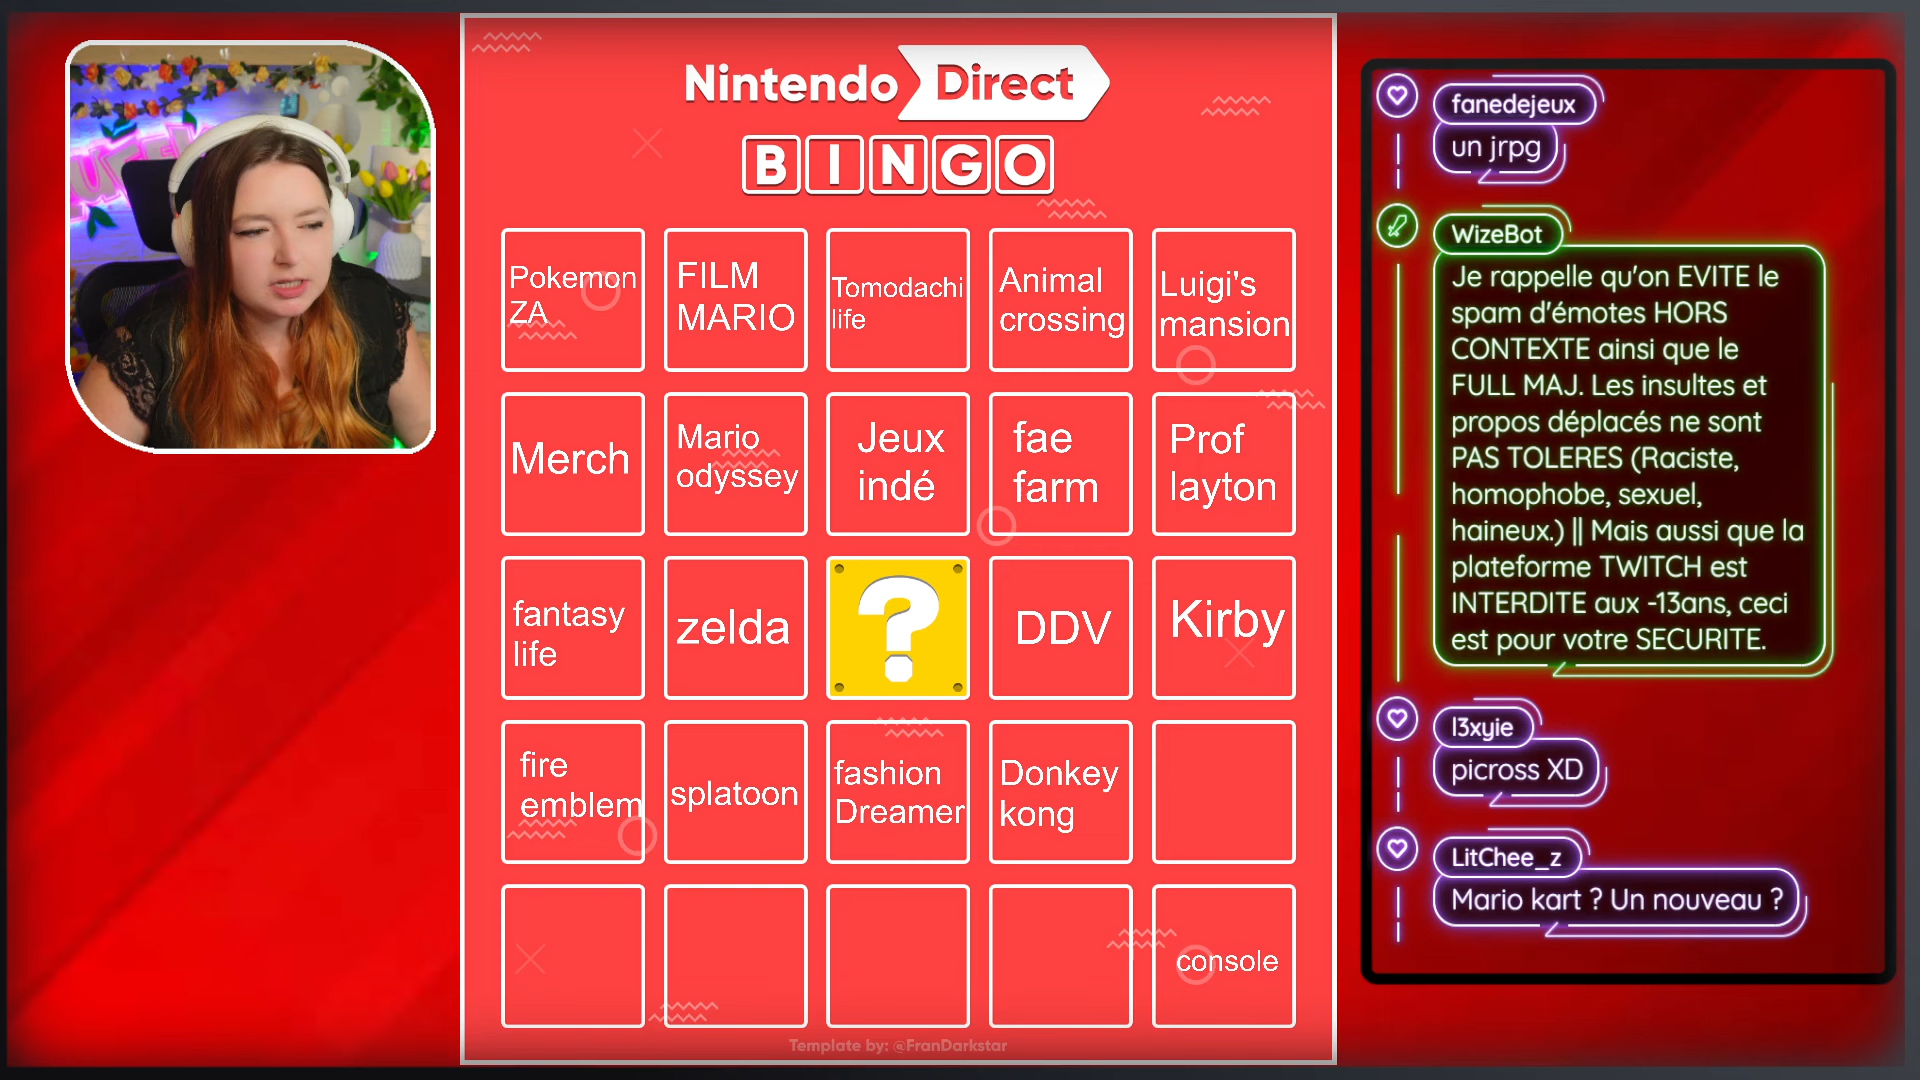 Nintendo Direct
BINGO
Pokemon
ZA
FILM
MARIO
Tomodachi
life
Animal
crossing
Luigi's
mansion
Merch
Mario
odyssey
Jeux
indé
fae
farm
Prof
layton
fantasy
life
zelda
?
DDV
Kirby
fire
emblem
splatoon
fashion
Dreamer
Donkey
kong
console
Template by: @FranDarkstar
fanedejeux
un jrpg
WizeBot
Je rappelle qu'on EVITE le
spam d'émotes HORS
CONTEXTE ainsi que le
FULL MAJ. Les insultes et
propos déplacés ne sont
PAS TOLERES (Raciste,
homophobe, sexuel,
haineux.) || Mais aussi que la
plateforme TWITCH est
INTERDITE aux -13ans, ceci
est pour votre SECURITE.
l3xyie
picross XD
LitChee_z
Mario kart ? Un nouveau ?